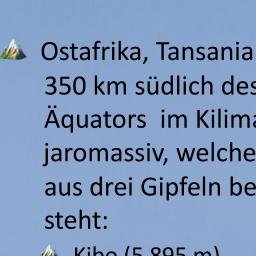 Ostafrika, Tansania
350 km südlich des
Äquators im Kilima
jaromassiv, welche
aus drei Gipfeln be
steht:
Kibo (5 895 m)